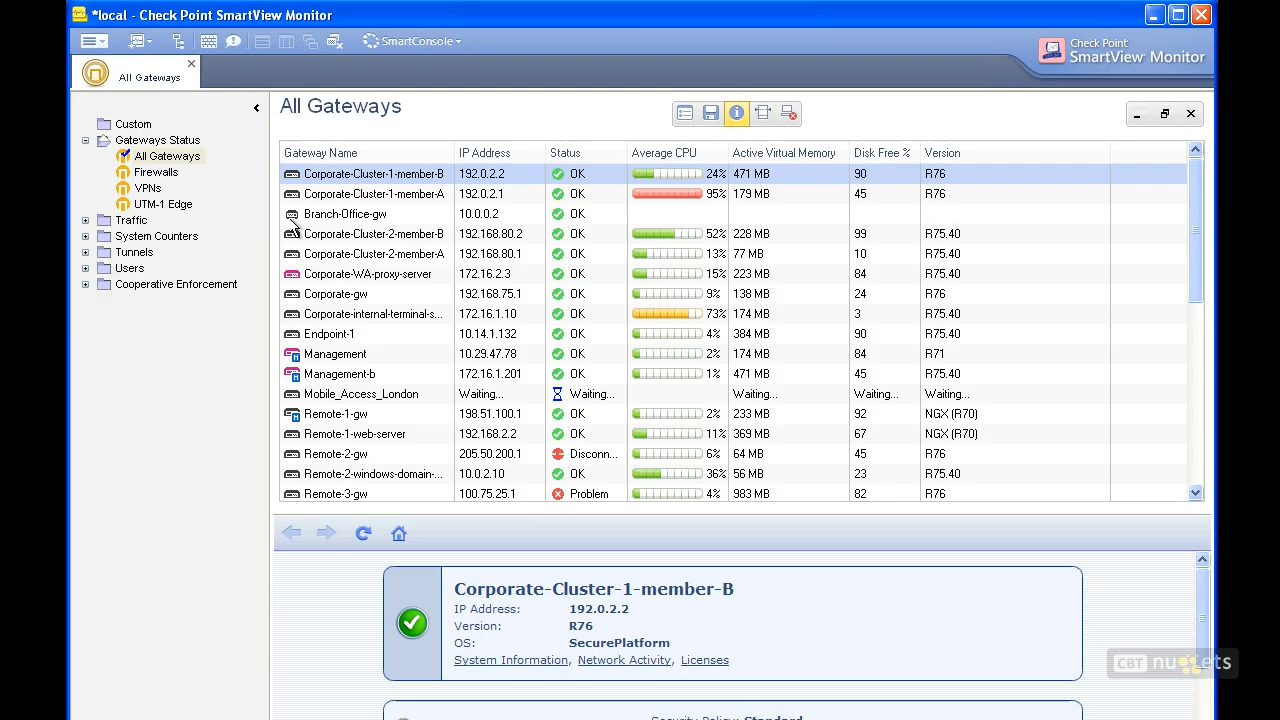 *local - Check Point SmartView Monitor
SmartConsole
Check Point
SmartView Monitor
All Gateways
Custom
Gateways Status
All Gateways
Firewalls
VPNs
UTM-1 Edge
Traffic
System Counters
Tunnels
Users
Cooperative Enforcement
All Gateways
Gateway Name IP Address Status Average CPU Active Virtual Memory Disk Free % Version
Corporate-Cluster-1-member-B 192.0.2.2 OK 24% 471 MB 90 R76
Corporate-Cluster-1-member-A 192.0.2.1 OK 95% 179 MB 45 R76
Branch-Office-gw 10.0.0.2 OK
Corporate-Cluster-2-member-B 192.168.80.2 OK 52% 228 MB 99 R75.40
Corporate-Cluster-2-member-A 192.168.80.1 OK 13% 77 MB 10 R75.40
Corporate-WA-proxy-server 172.16.2.3 OK 15% 223 MB 84 R75.40
Corporate-gw 192.168.75.1 OK 9% 138 MB 24 R76
Corporate-internal-terminal-s... 172.16.1.10 OK 73% 174 MB 3 R75.40
Endpoint-1 10.14.1.132 OK 4% 384 MB 90 R75.40
Management 10.29.47.78 OK 2% 174 MB 84 R71
Management-b 172.16.1.201 OK 1% 471 MB 45 R75.40
Mobile_Access_London Waiting... Waiting... Waiting... Waiting... Waiting...
Remote-1-gw 198.51.100.1 OK 2% 233 MB 92 NGX (R70)
Remote-1-web-server 192.168.2.2 OK 11% 369 MB 67 NGX (R70)
Remote-2-gw 205.50.200.1 Disconn... 6% 64 MB 45 R76
Remote-2-windows-domain-... 10.0.2.10 OK 36% 56 MB 23 R75.40
Remote-3-gw 100.75.25.1 Problem 4% 983 MB 82 R76
Corporate-Cluster-1-member-B
IP Address: 192.0.2.2
Version: R76
OS: SecurePlatform
System Information, Network Activity, Licenses
CBT nuggets
Security Policy: Standard